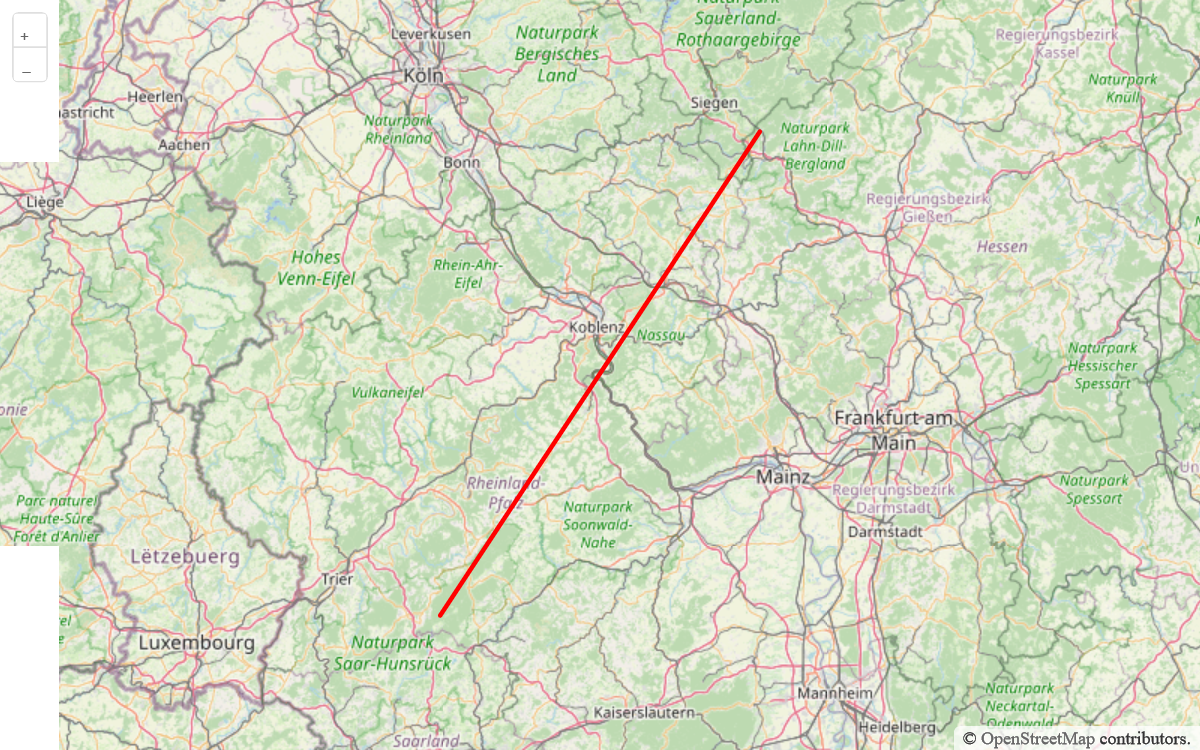 Naturpark
Sauerland-
Rothaargebirge
+
–
Leverkusen
Naturpark
Bergisches
Land
Regierungsbezirk
Kassel
Köln
Naturpark
Knüll
Heerlen
Siegen
astricht
Naturpark
Rheinland
Naturpark
Lahn-Dill-
Bergland
Aachen
Bonn
Liège
Regierungsbezirk
Gießen
Hessen
Hohes
Venn-Eifel
Rhein-Ahr-
Eifel
Koblenz
Nassau
Naturpark
Hessischer
Spessart
Vulkaneifel
onie
Frankfurt am
Main
Rheinland-
Pfalz
Mainz
Naturpark
Spessart
Un
Regierungsbezirk
Darmstadt
Parc naturel
Haute-Sûre
Forêt d'Anlier
Naturpark
Soonwald-
Nahe
Darmstadt
Lëtzebuerg
Trier
el
e
Luxembourg
Naturpark
Saar-Hunsrück
Mannheim
Naturpark
Neckartal-
Odenwald
Kaiserslautern
Heidelberg
Saarland
© OpenStreetMap contributors.